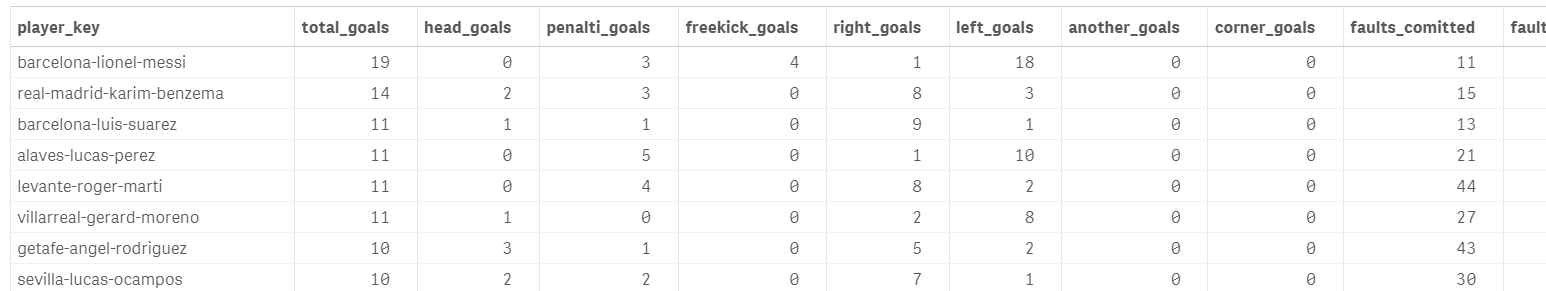 player_key total_goals head_goals penalti_goals freekick_goals right_goals left_goals another_goals corner_goals faults_comitted fault
barcelona-lionel-messi 19 0 3 4 1 18 0 0 11
real-madrid-karim-benzema 14 2 3 0 8 3 0 0 15
barcelona-luis-suarez 11 1 1 0 9 1 0 0 13
alaves-lucas-perez 11 0 5 0 1 10 0 0 21
levante-roger-marti 11 0 4 0 8 2 0 0 44
villarreal-gerard-moreno 11 1 0 0 2 8 0 0 27
getafe-angel-rodriguez 10 3 1 0 5 2 0 0 43
sevilla-lucas-ocampos 10 2 2 0 7 1 0 0 30